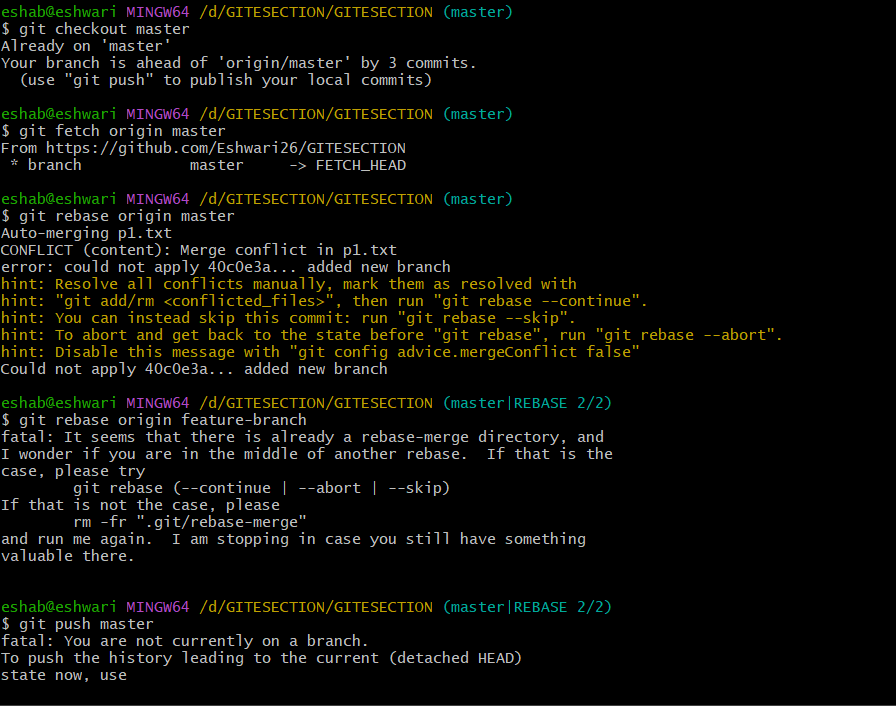 eshab@eshwari MINGW64 /d/GITESECTION/GITESECTION (master)
$ git checkout master
Already on 'master'
Your branch is ahead of 'origin/master' by 3 commits.
  (use "git push" to publish your local commits)

eshab@eshwari MINGW64 /d/GITESECTION/GITESECTION (master)
$ git fetch origin master
From https://github.com/Eshwari26/GITESECTION
 * branch            master     -> FETCH_HEAD

eshab@eshwari MINGW64 /d/GITESECTION/GITESECTION (master)
$ git rebase origin master
Auto-merging p1.txt
CONFLICT (content): Merge conflict in p1.txt
error: could not apply 40c0e3a... added new branch
hint: Resolve all conflicts manually, mark them as resolved with
hint: "git add/rm <conflicted_files>", then run "git rebase --continue".
hint: You can instead skip this commit: run "git rebase --skip".
hint: To abort and get back to the state before "git rebase", run "git rebase --abort".
hint: Disable this message with "git config advice.mergeConflict false"
Could not apply 40c0e3a... added new branch

eshab@eshwari MINGW64 /d/GITESECTION/GITESECTION (master|REBASE 2/2)
$ git rebase origin feature-branch
fatal: It seems that there is already a rebase-merge directory, and
I wonder if you are in the middle of another rebase.  If that is the
case, please try
        git rebase (--continue | --abort | --skip)
If that is not the case, please
        rm -fr ".git/rebase-merge"
and run me again.  I am stopping in case you still have something
valuable there.

eshab@eshwari MINGW64 /d/GITESECTION/GITESECTION (master|REBASE 2/2)
$ git push master
fatal: You are not currently on a branch.
To push the history leading to the current (detached HEAD)
state now, use